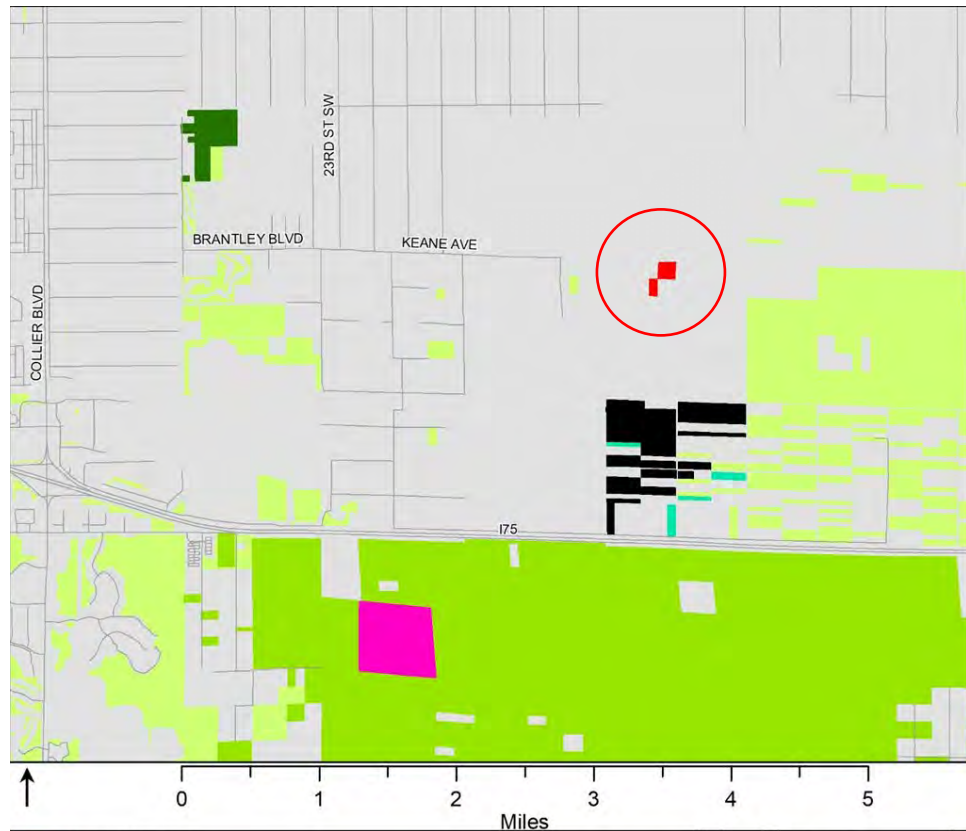 23RD ST SW
BRANTLEY BLVD
KEANE AVE
COLLIER BLVD
I75
0 1 2 3 4 5
Miles